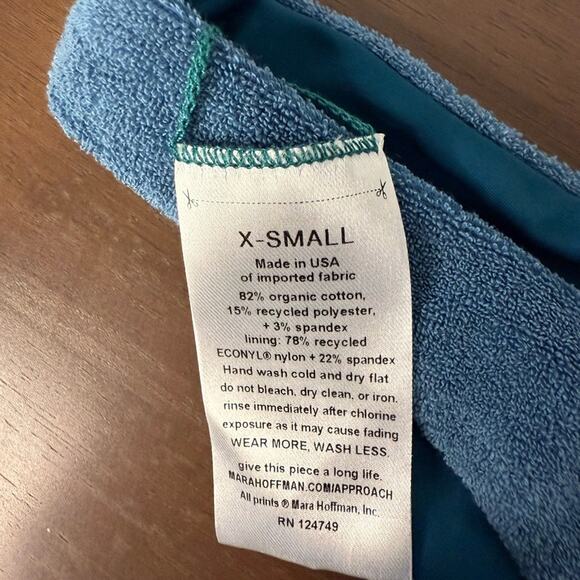 X-SMALL
Made in USA
of imported fabric
82% organic cotton,
15% recycled polyester,
+ 3% spandex
lining: 78% recycled
ECONYL® nylon + 22% spandex
Hand wash cold and dry flat
do not bleach, dry clean, or iron.
rinse immediately after chlorine
exposure as it may cause fading
WEAR MORE, WASH LESS.
give this piece a long life.
MARAHOFFMAN.COM/APPROACH
All prints ® Mara Hoffman, Inc.
RN 124749